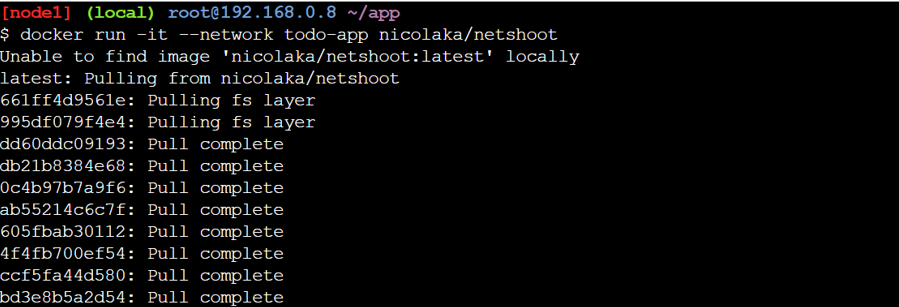 [node1] (local) root@192.168.0.8 ~/app
$ docker run -it --network todo-app nicolaka/netshoot
Unable to find image 'nicolaka/netshoot:latest' locally
latest: Pulling from nicolaka/netshoot
661ff4d9561e: Pulling fs layer
995df079f4e4: Pulling fs layer
dd60ddc09193: Pull complete
db21b8384e68: Pull complete
0c4b97b7a9f6: Pull complete
ab55214c6c7f: Pull complete
605fbab30112: Pull complete
4f4fb700ef54: Pull complete
ccf5fa44d580: Pull complete
bd3e8b5a2d54: Pull complete